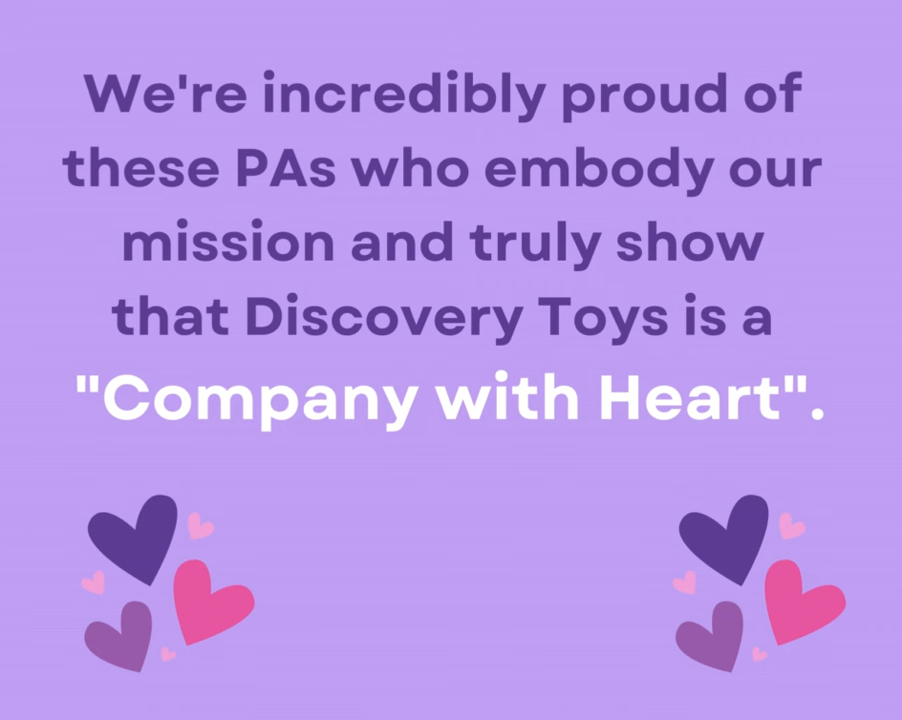 We're incredibly proud of
these PAs who embody our
mission and truly show
that Discovery Toys is a
"Company with Heart".